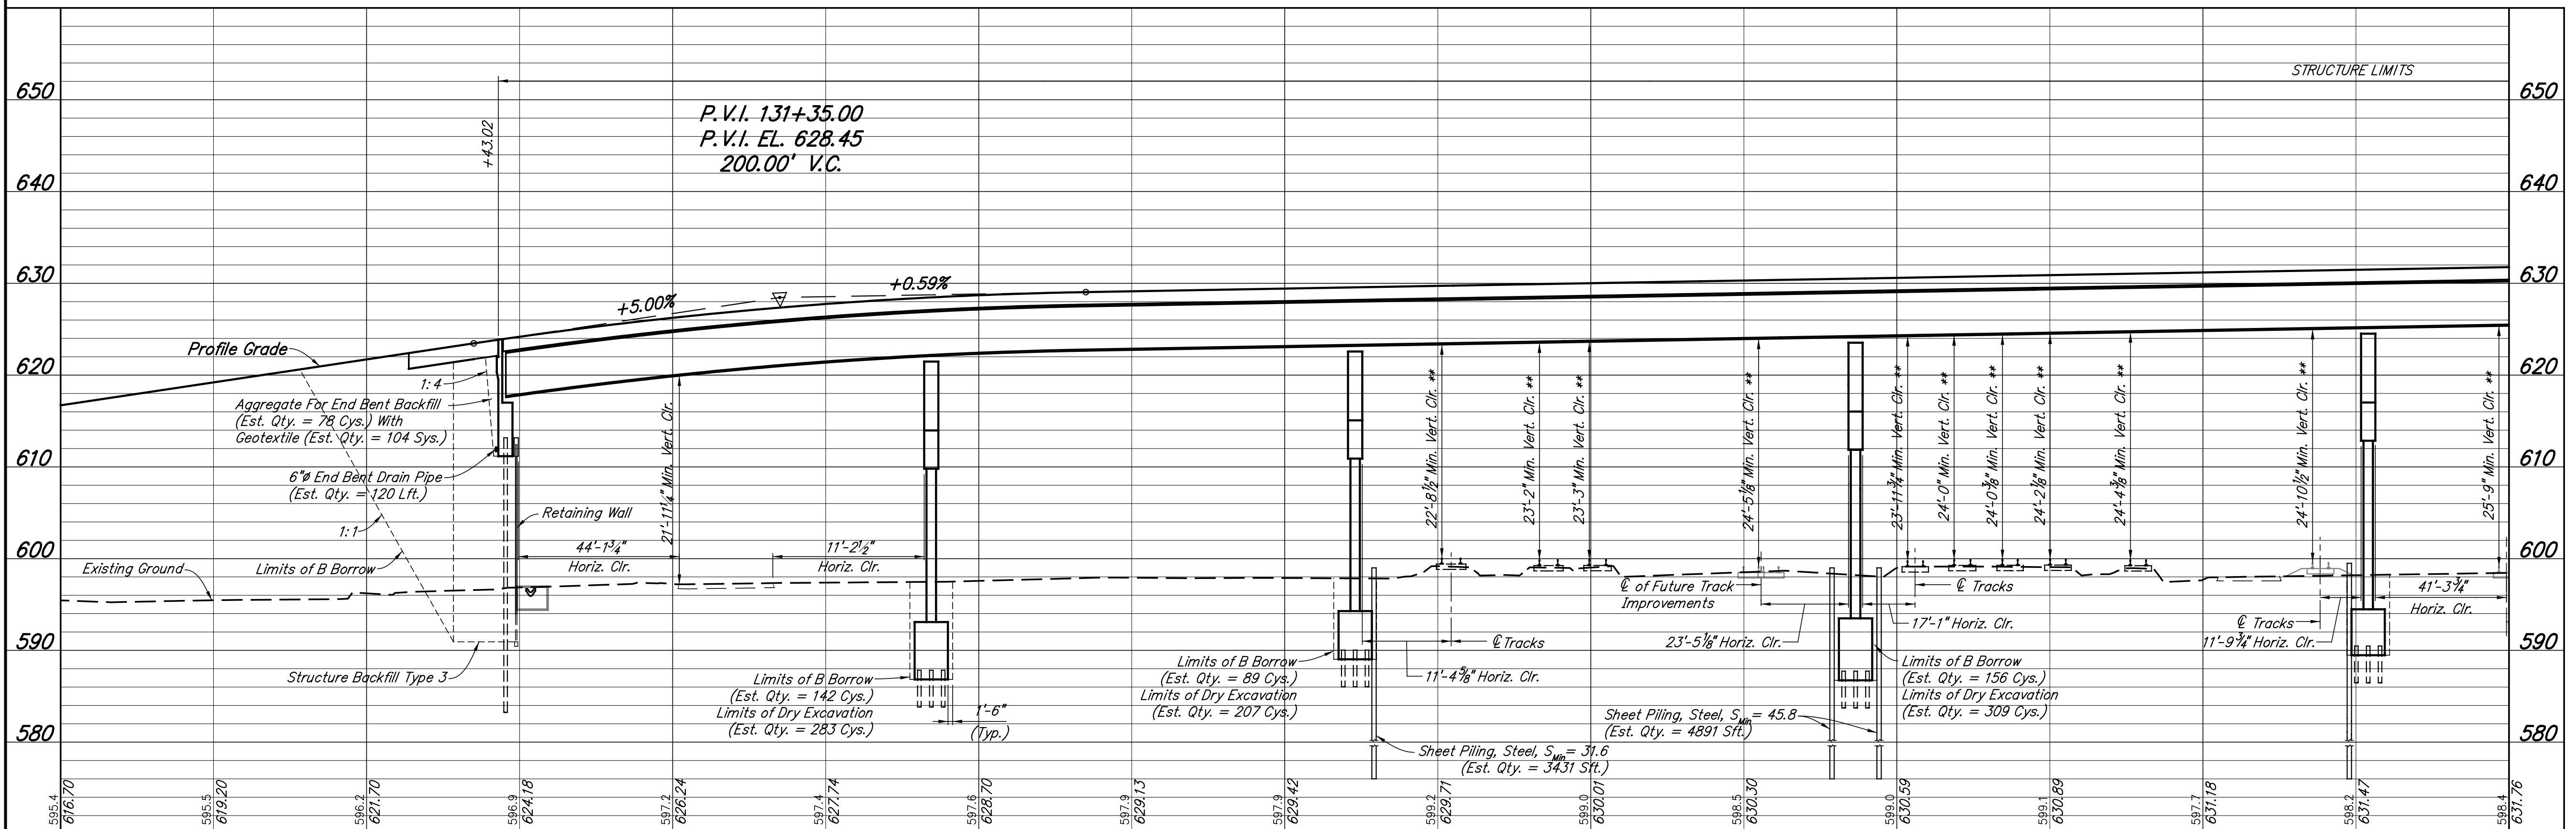 STRUCTURE LIMITS
650
650
+43.02
P.V.I. 131+35.00
P.V.I. EL. 628.45
200.00' V.C.
640
640
630
630
+5.00%
+0.59%
Profile Grade
620
620
1:4
Aggregate For End Bent Backfill
(Est. Qty. = 78 Cys.) With
Geotextile (Est. Qty. = 104 Sys.)
610
610
6"ø End Bent Drain Pipe
(Est. Qty. = 120 Lft.)
1:1
Retaining Wall
21'-11¼" Min. Vert. Clr.
22'-8½" Min. Vert. Clr. **
23'-2" Min. Vert. Clr. **
23'-3" Min. Vert. Clr. **
24'-5⅛" Min. Vert. Clr. **
23'-11¾" Min. Vert. Clr. **
24'-0" Min. Vert. Clr. **
24'-0⅞" Min. Vert. Clr. **
24'-2⅛" Min. Vert. Clr. **
24'-4⅞" Min. Vert. Clr. **
24'-10½" Min. Vert. Clr. **
25'-9" Min. Vert. Clr. **
600
600
44'-1¾"
Horiz. Clr.
11'-2½"
Horiz. Clr.
Existing Ground
Limits of B Borrow
℄ of Future Track
Improvements
℄ Tracks
41'-3¾"
Horiz. Clr.
590
590
℄ Tracks
11'-4⅝" Horiz. Clr.
23'-5⅛" Horiz. Clr.
17'-1" Horiz. Clr.
℄ Tracks
11'-9¾" Horiz. Clr.
Structure Backfill Type 3
Limits of B Borrow
(Est. Qty. = 142 Cys.)
Limits of Dry Excavation
(Est. Qty. = 283 Cys.)
1'-6"
(Typ.)
Limits of B Borrow
(Est. Qty. = 89 Cys.)
Limits of Dry Excavation
(Est. Qty. = 207 Cys.)
Limits of B Borrow
(Est. Qty. = 156 Cys.)
Limits of Dry Excavation
(Est. Qty. = 309 Cys.)
Sheet Piling, Steel, S Min = 45.8
(Est. Qty. = 4891 Sft.)
Sheet Piling, Steel, S Min = 31.6
(Est. Qty. = 3431 Sft.)
580
580
595.4
616.70
595.5
619.20
596.2
621.70
596.9
624.18
597.2
626.24
597.4
627.74
597.6
628.70
597.9
629.13
597.9
629.42
599.2
629.71
599.0
630.01
598.5
630.30
599.0
630.59
599.1
630.89
597.7
631.18
598.2
631.47
598.4
631.76